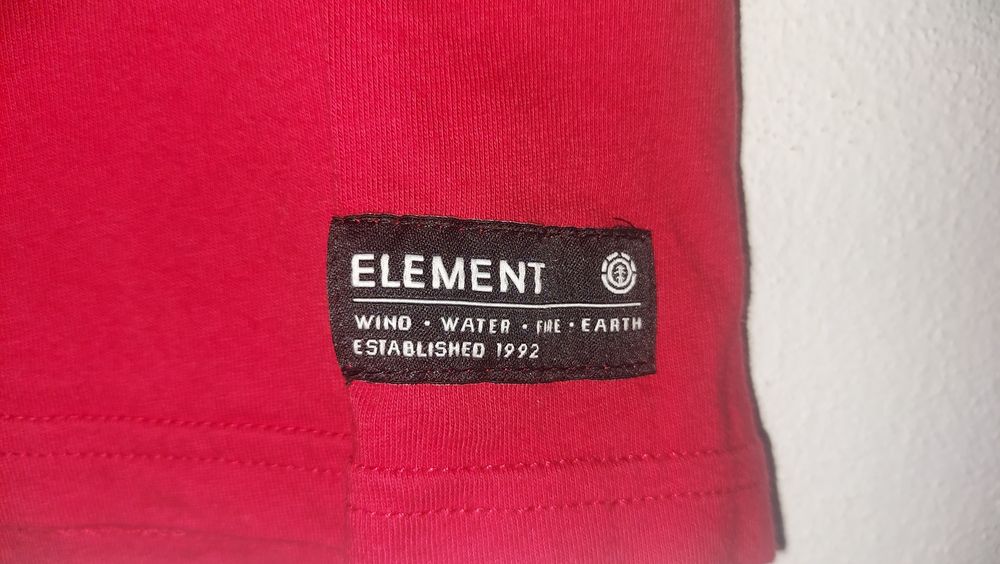 ELEMENT
WIND • WATER • FIRE • EARTH
ESTABLISHED 1992